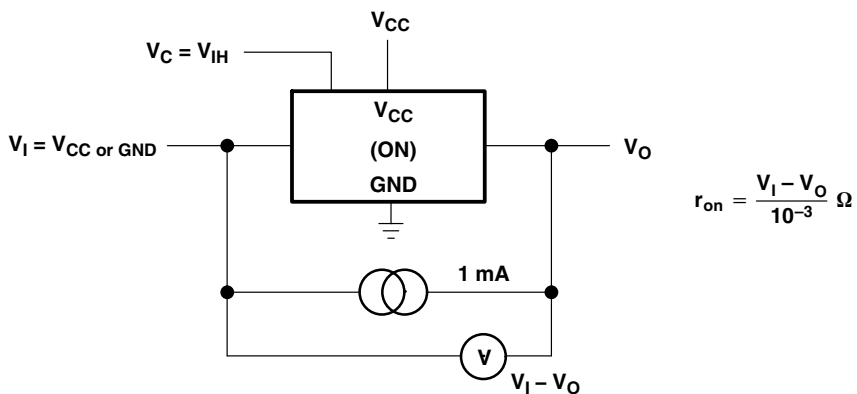 VCC
VC = VIH
VCC
VI = VCC or GND
(ON)
VO
GND
ron = VI – VO / 10–3 Ω
1 mA
V
VI – VO